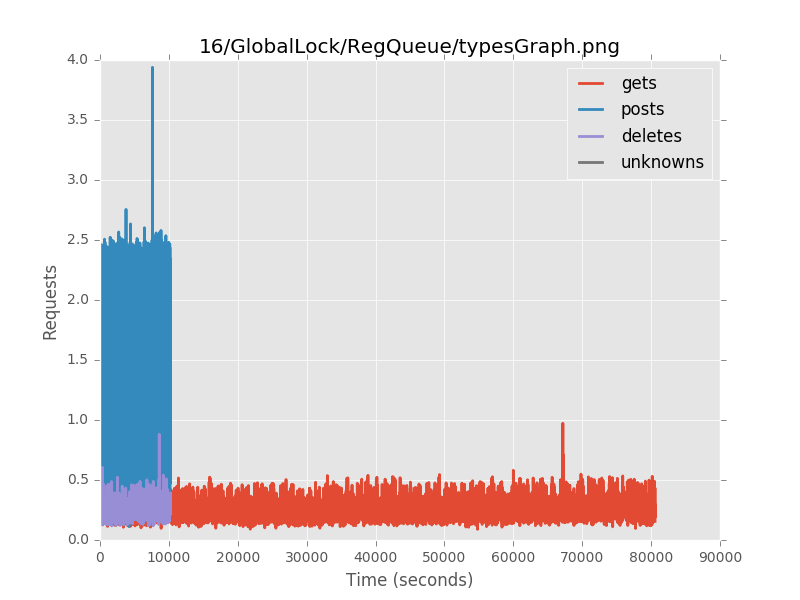 16/GlobalLock/RegQueue/typesGraph.png
4.0
3.5
3.0
2.5
2.0
1.5
1.0
0.5
0.0
Requests
gets
posts
deletes
unknowns
0 10000 20000 30000 40000 50000 60000 70000 80000 90000
Time (seconds)